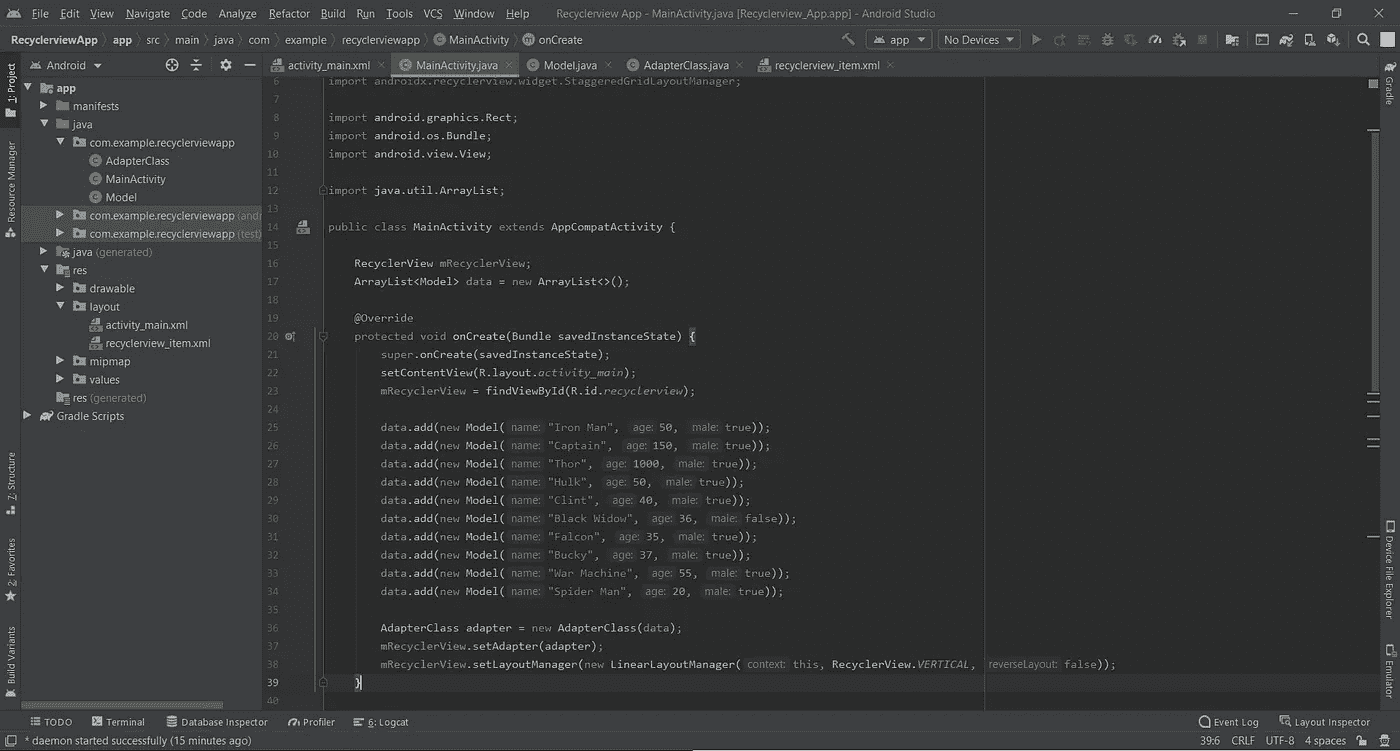 File Edit View Navigate Code Analyze Refactor Build Run Tools VCS Window Help Recyclerview App - MainActivity.java [Recyclerview_App.app] - Android Studio
RecyclerviewApp app src main java com example recyclerviewapp MainActivity onCreate app No Devices
1: Project
Resource Manager
Z: Structure
2: Favorites
Build Variants
Android
app
manifests
java
com.example.recyclerviewapp
AdapterClass
MainActivity
Model
com.example.recyclerviewapp (andr
com.example.recyclerviewapp (test)
java (generated)
res
drawable
layout
activity_main.xml
recyclerview_item.xml
mipmap
values
res (generated)
Gradle Scripts
activity_main.xml MainActivity.java Model.java AdapterClass.java recyclerview_item.xml
6 import androidx.recyclerview.widget.StaggeredGridLayoutManager;
7
8 import android.graphics.Rect;
9 import android.os.Bundle;
10 import android.view.View;
11
12 import java.util.ArrayList;
13
14 public class MainActivity extends AppCompatActivity {
15
16 RecyclerView mRecyclerView;
17 ArrayList<Model> data = new ArrayList<>();
18
19 @Override
20 protected void onCreate(Bundle savedInstanceState) {
21 super.onCreate(savedInstanceState);
22 setContentView(R.layout.activity_main);
23 mRecyclerView = findViewById(R.id.recyclerview);
24
25 data.add(new Model( name: "Iron Man", age: 50, male: true));
26 data.add(new Model( name: "Captain", age: 150, male: true));
27 data.add(new Model( name: "Thor", age: 1000, male: true));
28 data.add(new Model( name: "Hulk", age: 50, male: true));
29 data.add(new Model( name: "Clint", age: 40, male: true));
30 data.add(new Model( name: "Black Widow", age: 36, male: false));
31 data.add(new Model( name: "Falcon", age: 35, male: true));
32 data.add(new Model( name: "Bucky", age: 37, male: true));
33 data.add(new Model( name: "War Machine", age: 55, male: true));
34 data.add(new Model( name: "Spider Man", age: 20, male: true));
35
36 AdapterClass adapter = new AdapterClass(data);
37 mRecyclerView.setAdapter(adapter);
38 mRecyclerView.setLayoutManager(new LinearLayoutManager( context: this, RecyclerView.VERTICAL, reverseLayout: false));
39 }
40
Gradle
Device File Explorer
Emulator
TODO Terminal Database Inspector Profiler 6: Logcat Event Log Layout Inspector
* daemon started successfully (15 minutes ago) 39:6 CRLF UTF-8 4 spaces